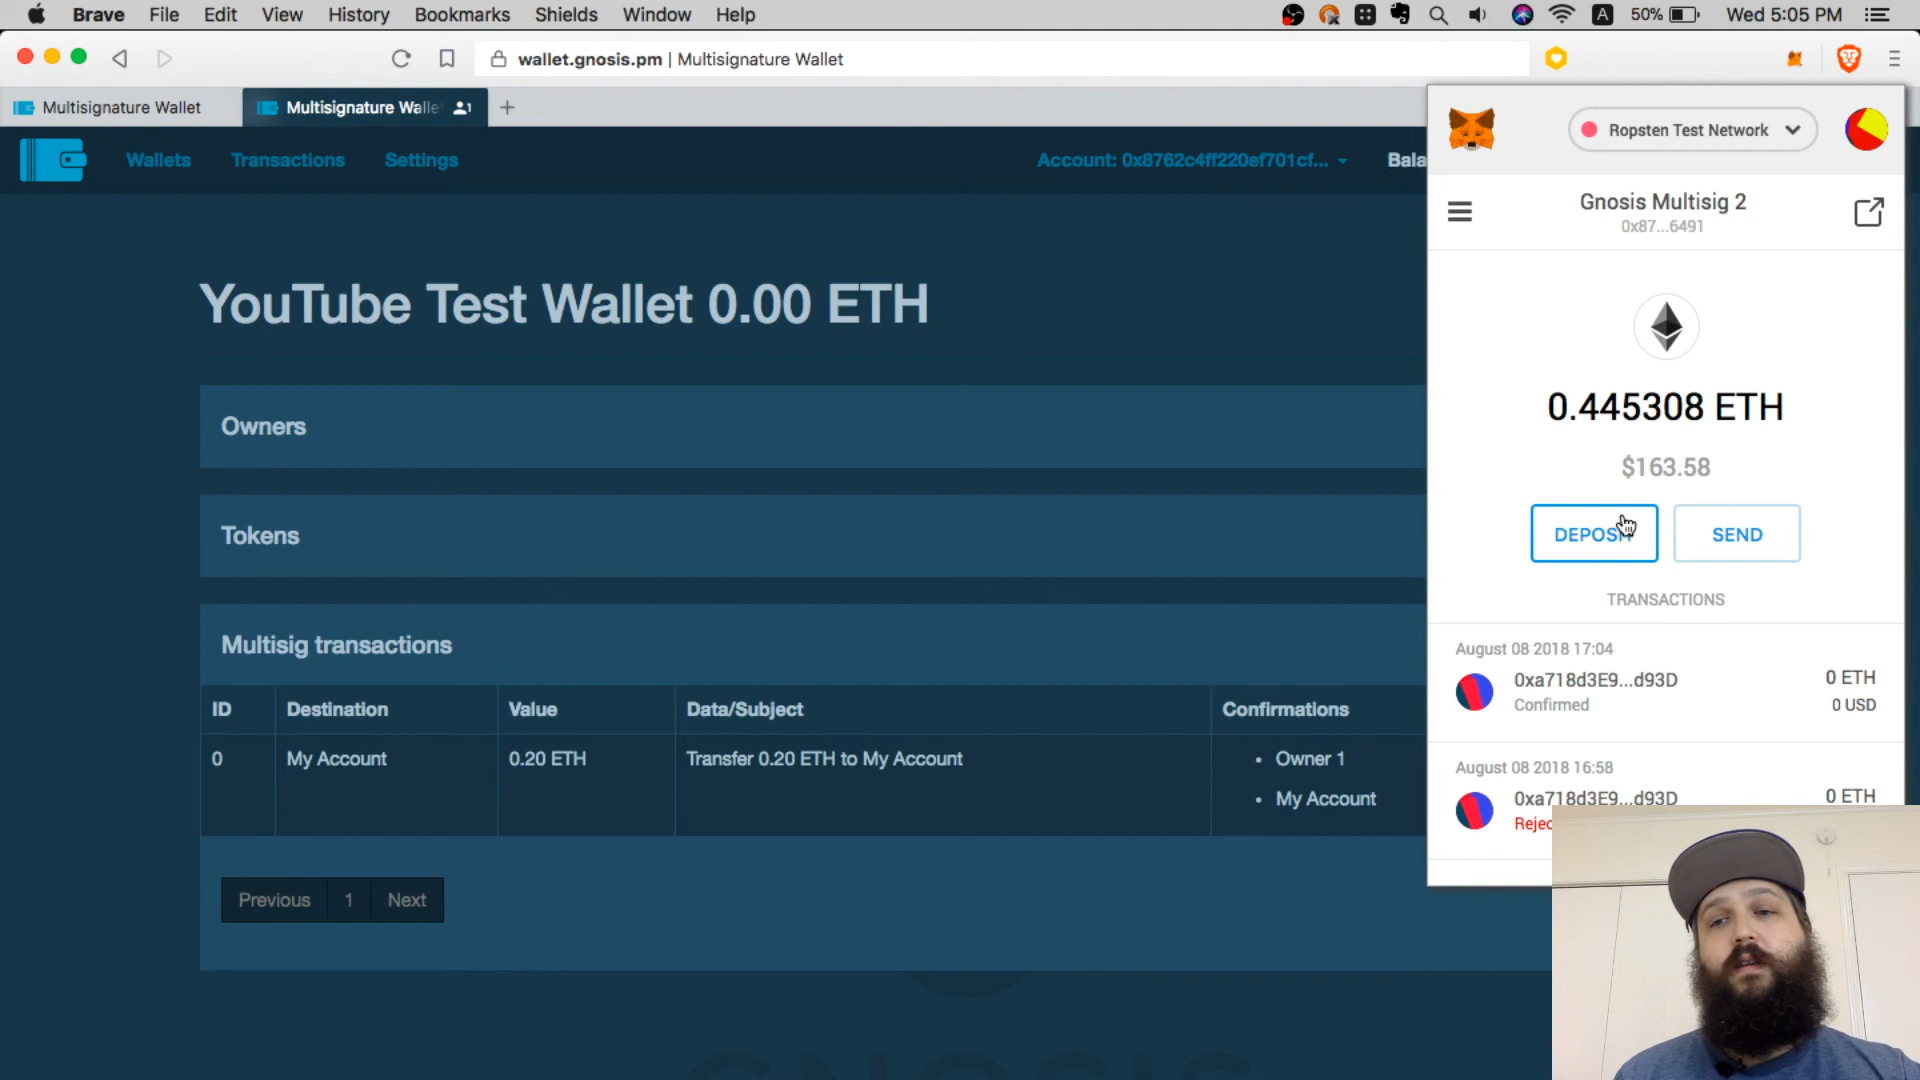 Brave File Edit View History Bookmarks Shields Window Help
A 50% Wed 5:05 PM
wallet.gnosis.pm | Multisignature Wallet
Multisignature Wallet
Multisignature Walle 1
Wallets Transactions Settings Account: 0x8762c4ff220ef701cf...
Ropsten Test Network
Gnosis Multisig 2
0x87...6491
YouTube Test Wallet 0.00 ETH
0.445308 ETH
$163.58
Owners
Tokens
SEND
TRANSACTIONS
Multisig transactions
August 08 2018 17:04
0xa718d3E9...d93D 0 ETH
Confirmed 0 USD
ID Destination Value Data/Subject Confirmations
0 My Account 0.20 ETH Transfer 0.20 ETH to My Account
Owner 1
My Account
August 08 2018 16:58
0xa718d3E9...d93D 0 ETH
Previous 1 Next
GNOSIS